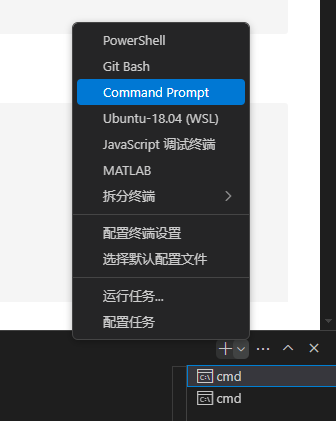 PowerShell
Git Bash
Command Prompt
Ubuntu-18.04 (WSL)
JavaScript 调试终端
MATLAB
拆分终端
配置终端设置
选择默认配置文件
运行任务...
配置任务
cmd
cmd